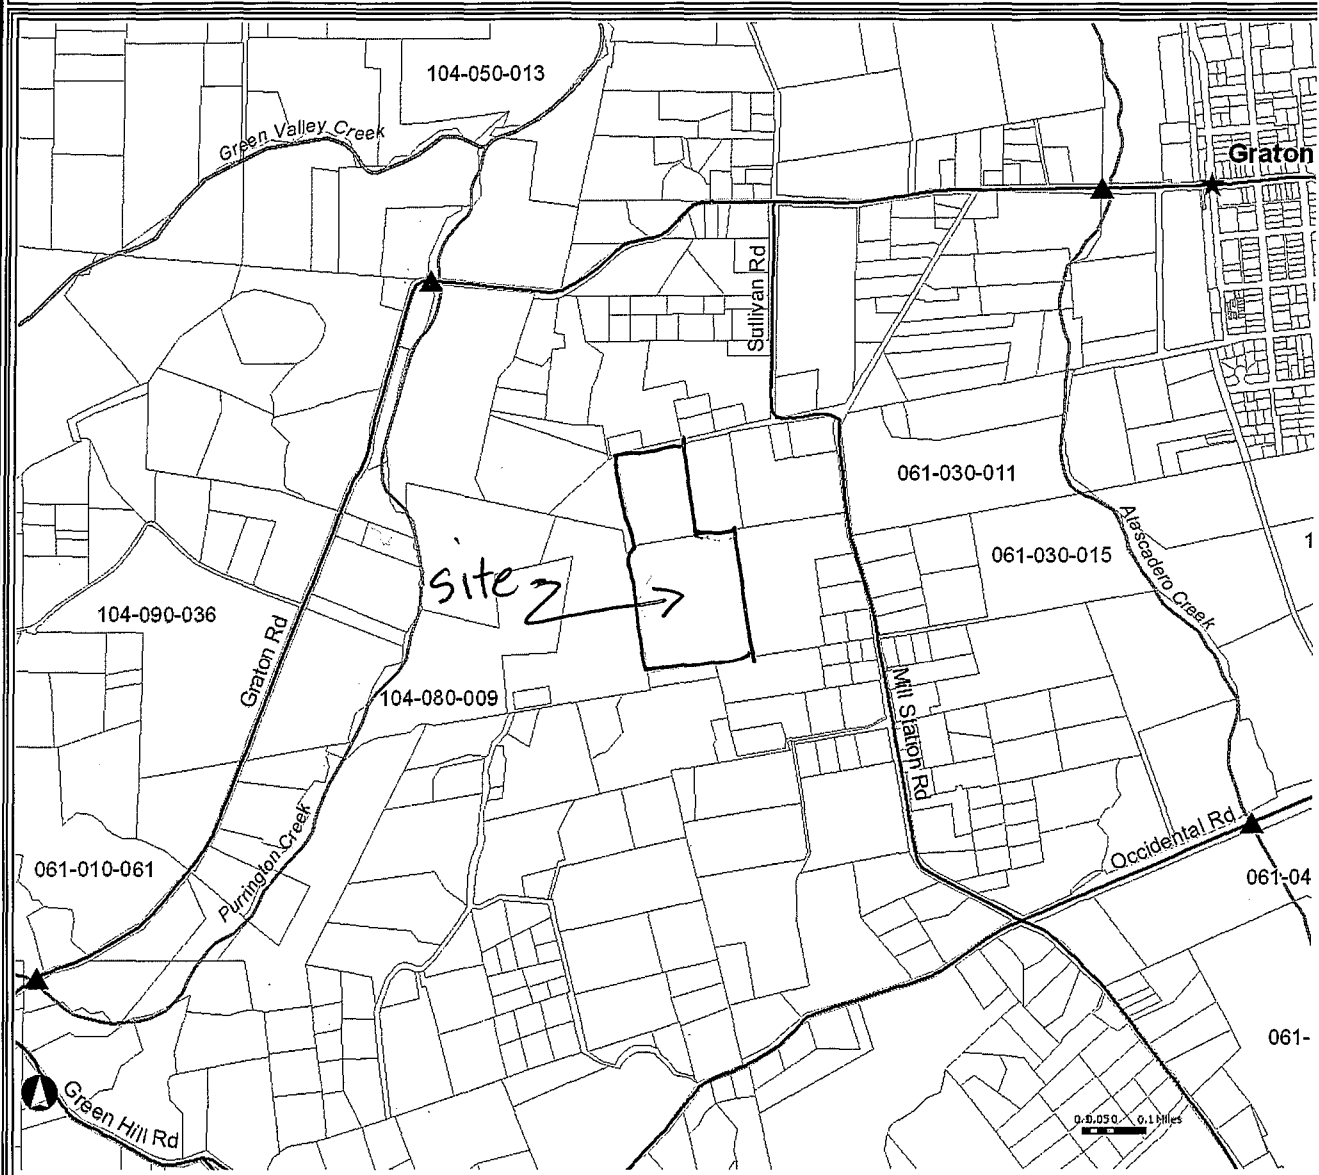 104-050-013
Green Valley Creek
Graton
Sullivan Rd
061-030-011
Atascadero Creek
061-030-015
1
site
104-090-036
Graton Rd
104-080-009
Mill Station Rd
Purrington Creek
Occidental Rd
061-010-061
061-04
061-
Green Hill Rd
0.1 Miles